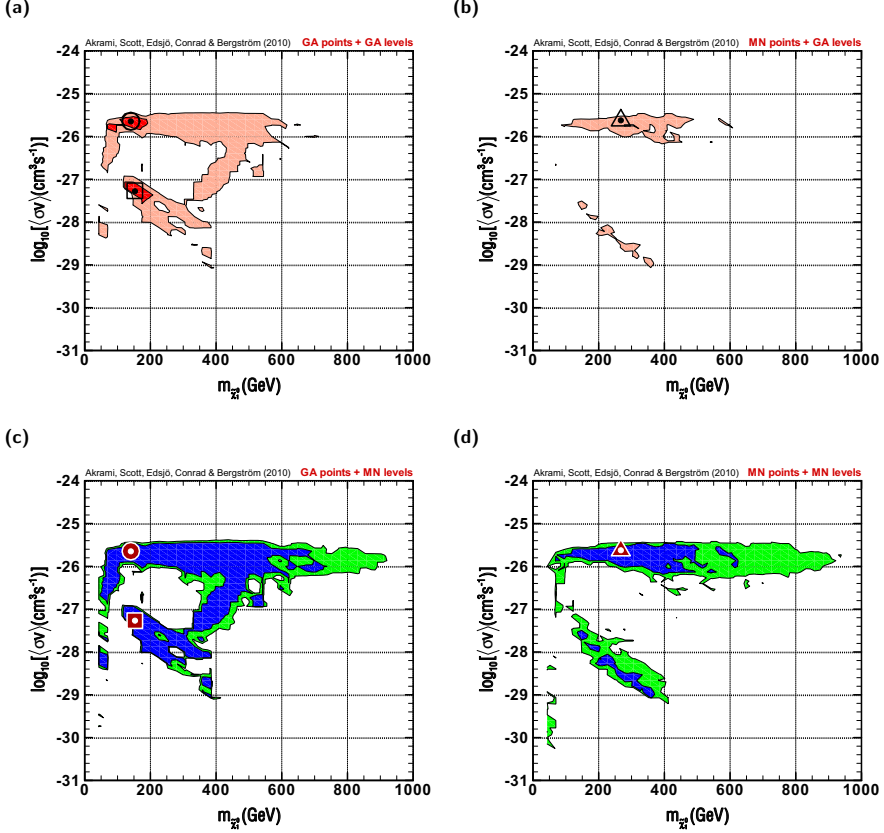 (a)
(b)
Akrami, Scott, Edsjö, Conrad & Bergström (2010) GA points + GA levels
Akrami, Scott, Edsjö, Conrad & Bergström (2010) MN points + GA levels
-24
-25
-26
-27
-28
-29
-30
-31
log₁₀[⟨σv⟩(cm³s⁻¹)]
0 200 400 600 800 1000
m_χ̃⁰₁ (GeV)
-24
-25
-26
-27
-28
-29
-30
-31
log₁₀[⟨σv⟩(cm³s⁻¹)]
0 200 400 600 800 1000
m_χ̃⁰₁ (GeV)
(c)
(d)
Akrami, Scott, Edsjö, Conrad & Bergström (2010) GA points + MN levels
Akrami, Scott, Edsjö, Conrad & Bergström (2010) MN points + MN levels
-24
-25
-26
-27
-28
-29
-30
-31
log₁₀[⟨σv⟩(cm³s⁻¹)]
0 200 400 600 800 1000
m_χ̃⁰₁ (GeV)
-24
-25
-26
-27
-28
-29
-30
-31
log₁₀[⟨σv⟩(cm³s⁻¹)]
0 200 400 600 800 1000
m_χ̃⁰₁ (GeV)